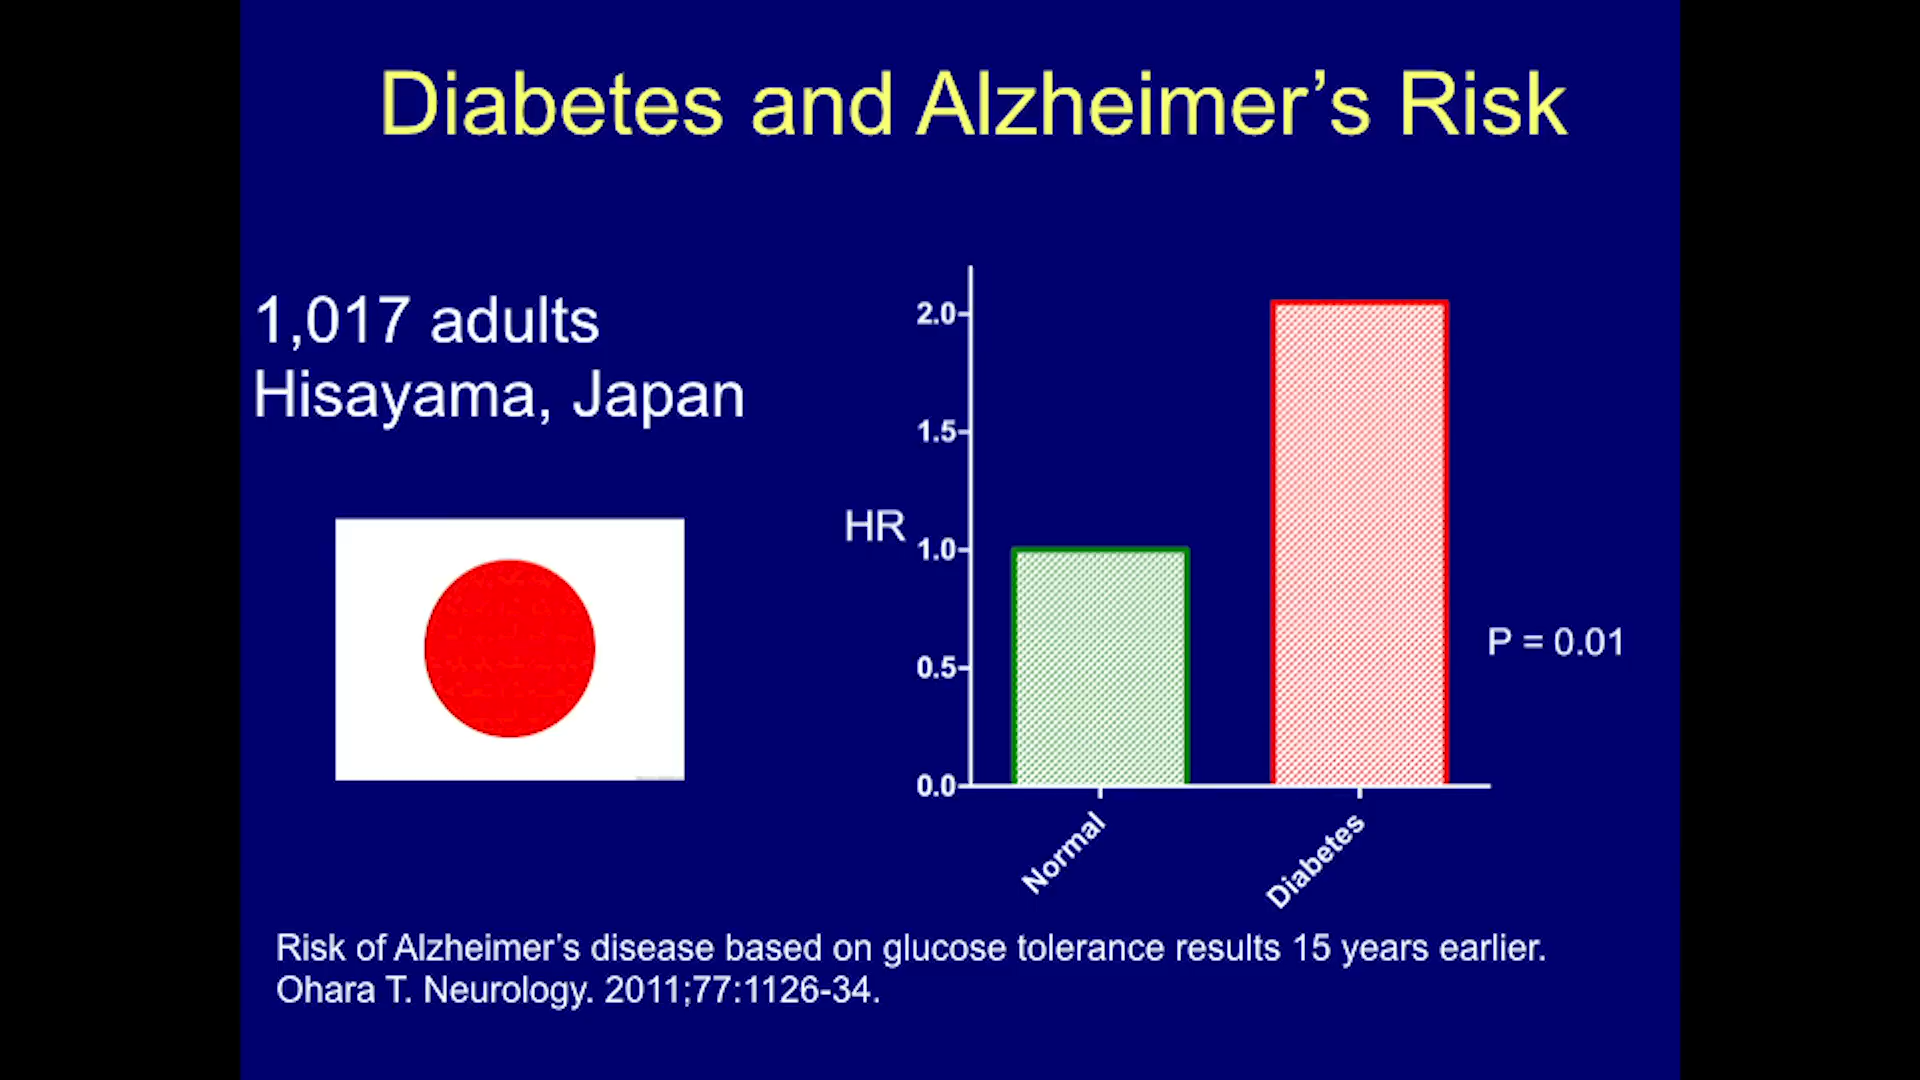 Diabetes and Alzheimer’s Risk
1,017 adults
Hisayama, Japan
HR
2.0
1.5
1.0
0.5
0.0
Normal
Diabetes
P = 0.01
Risk of Alzheimer’s disease based on glucose tolerance results 15 years earlier.
Ohara T. Neurology. 2011;77:1126-34.